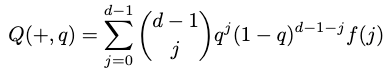 Q(+, q) = \sum_{j=0}^{d-1} \binom{d-1}{j} q^j (1-q)^{d-1-j} f(j)